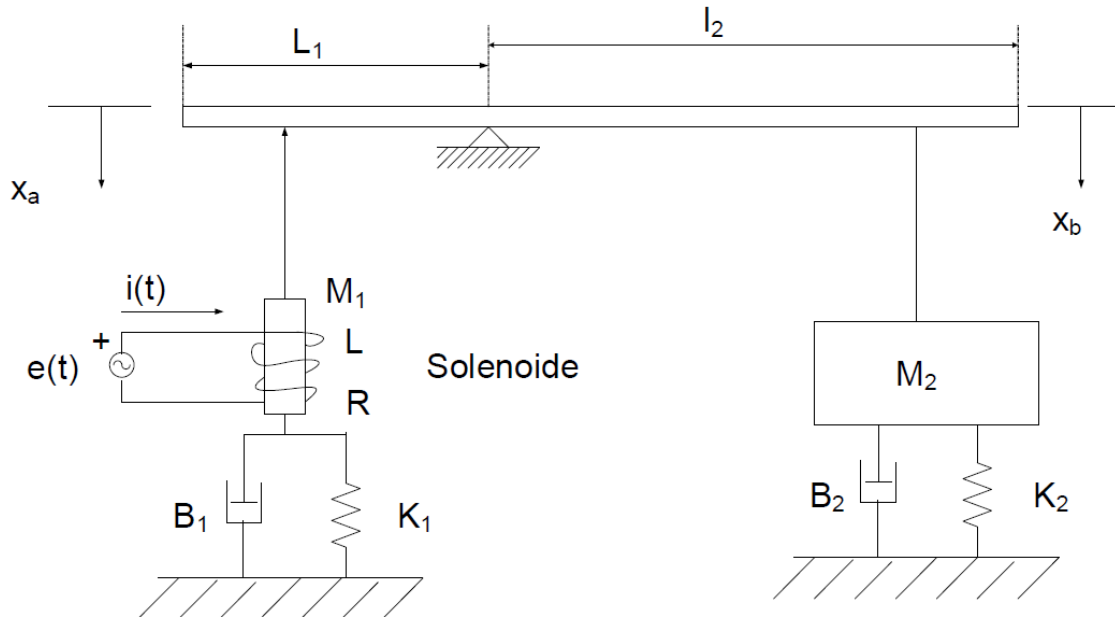 L1
l2
xa
xb
i(t)
M1
+
L
e(t)
Solenoide
M2
R
B1
K1
B2
K2